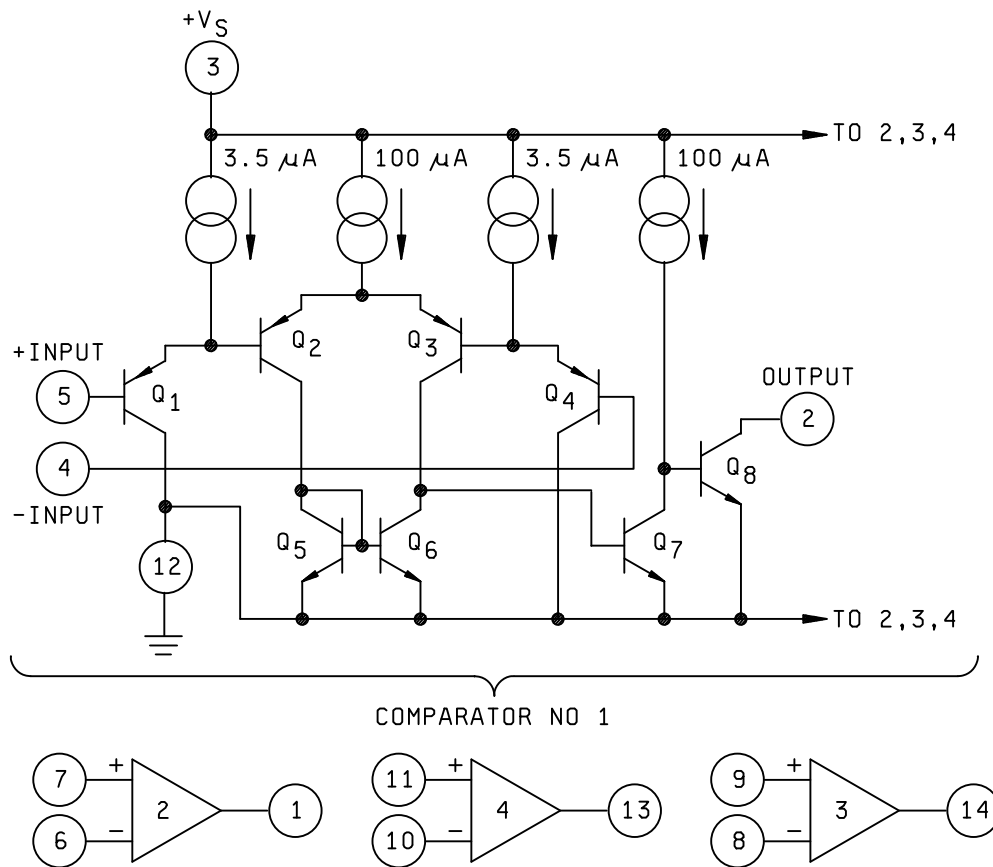 +VS
3
TO 2,3,4
3.5 μA
100 μA
3.5 μA
100 μA
Q2
Q3
+INPUT
5
Q1
Q4
OUTPUT
2
4
-INPUT
Q8
Q5
Q6
Q7
12
TO 2,3,4
COMPARATOR NO 1
7
+
2
1
6
-
11
+
4
13
10
-
9
+
3
14
8
-